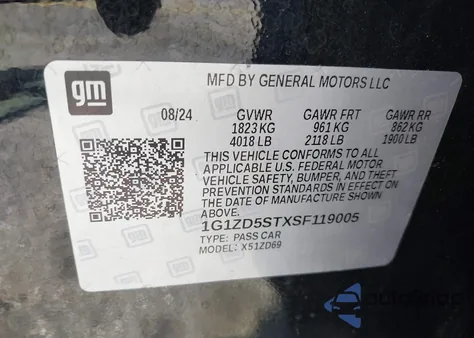 gm
MFD BY GENERAL MOTORS LLC
08/24 GVWR GAWR FRT GAWR RR
1823 KG 961 KG 862 KG
4018 LB 2118 LB 1900 LB
THIS VEHICLE CONFORMS TO ALL
APPLICABLE U.S. FEDERAL MOTOR
VEHICLE SAFETY, BUMPER, AND THEFT
PREVENTION STANDARDS IN EFFECT ON
THE DATE OF MANUFACTURE SHOWN
ABOVE.
1G1ZD5STXSF119005
TYPE: PASS CAR
MODEL: X51ZD69